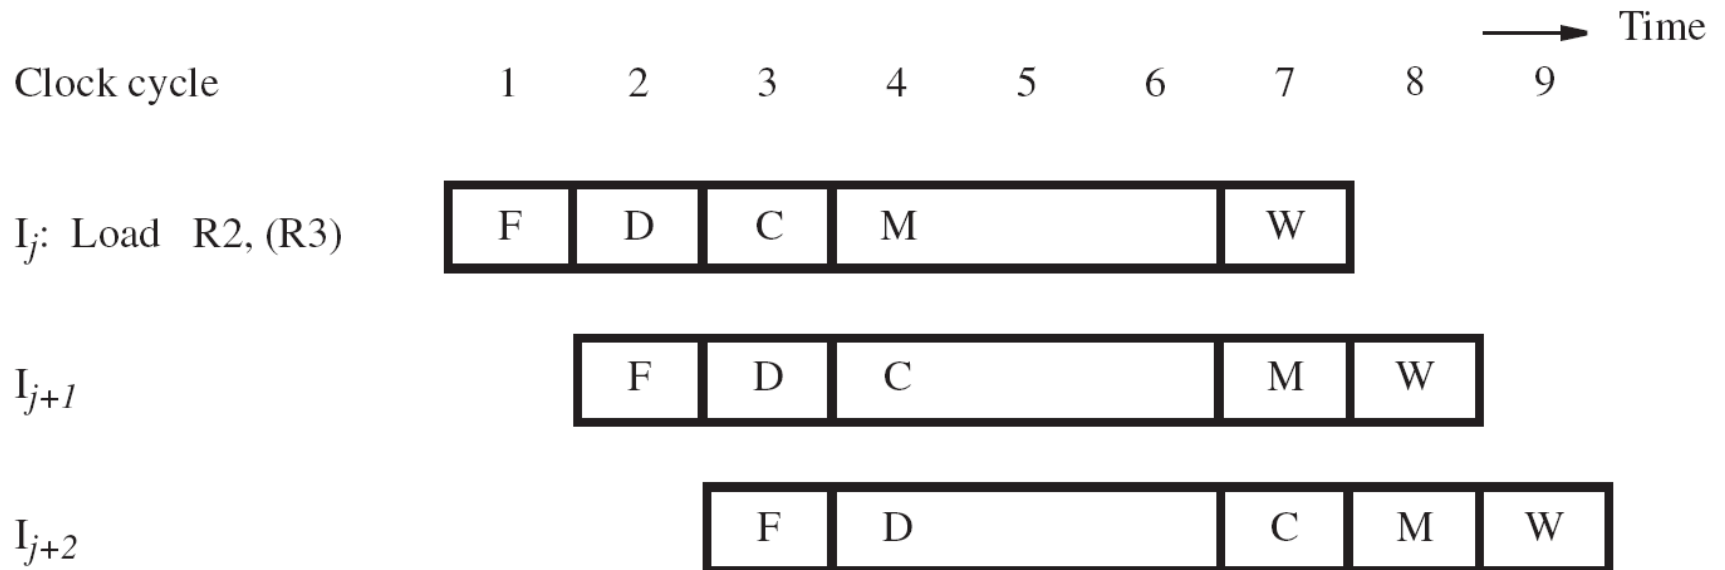 Time
Clock cycle 1 2 3 4 5 6 7 8 9
Ij: Load R2, (R3) F D C M W
Ij+1 F D C M W
Ij+2 F D C M W